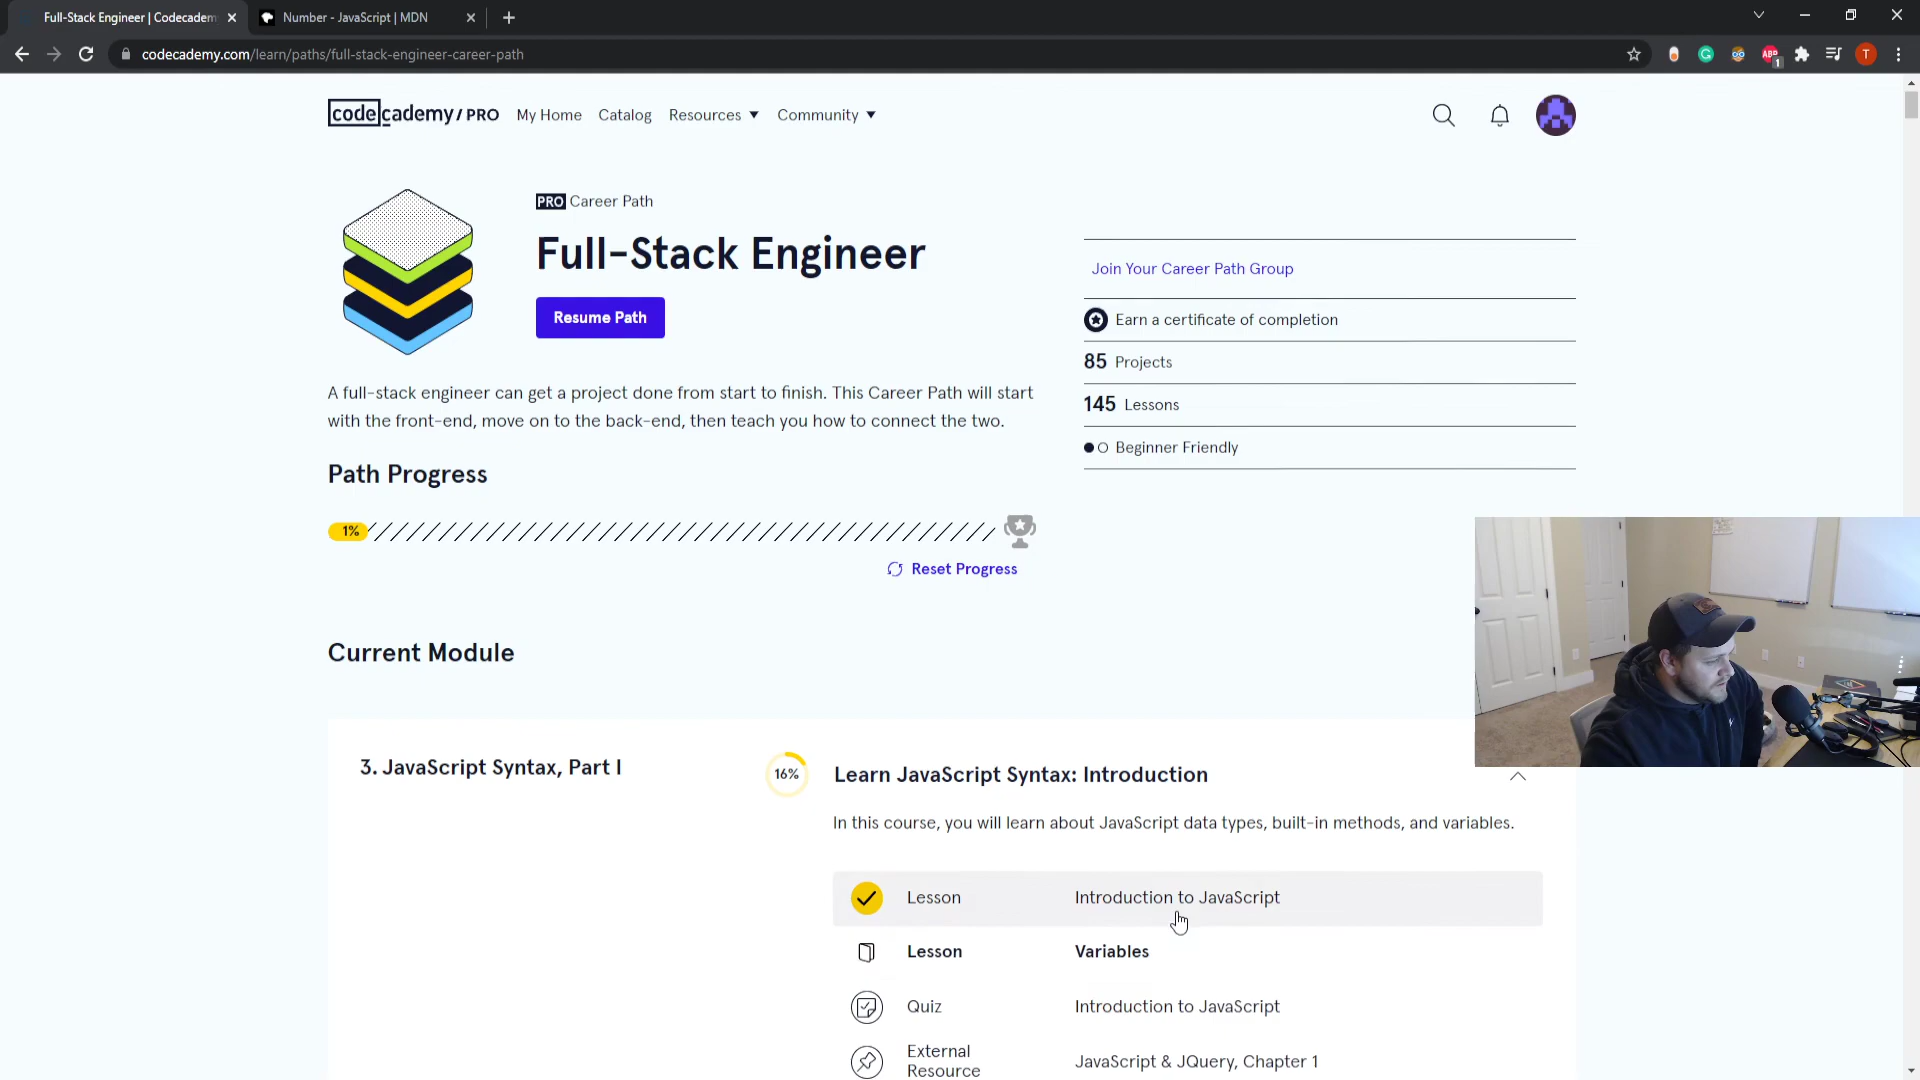 Full-Stack Engineer | Codecadem
Number - JavaScript | MDN
codecademy.com/learn/paths/full-stack-engineer-career-path
ABP
1
T
codecademy / PRO
My Home
Catalog
Resources
Community
PRO Career Path
Full-Stack Engineer
Resume Path
Join Your Career Path Group
Earn a certificate of completion
85 Projects
145 Lessons
Beginner Friendly
A full-stack engineer can get a project done from start to finish. This Career Path will start
with the front-end, move on to the back-end, then teach you how to connect the two.
Path Progress
1%
Reset Progress
Current Module
3. JavaScript Syntax, Part I
16%
Learn JavaScript Syntax: Introduction
In this course, you will learn about JavaScript data types, built-in methods, and variables.
Lesson
Introduction to JavaScript
Lesson
Variables
Quiz
Introduction to JavaScript
External
Resource
JavaScript & JQuery, Chapter 1